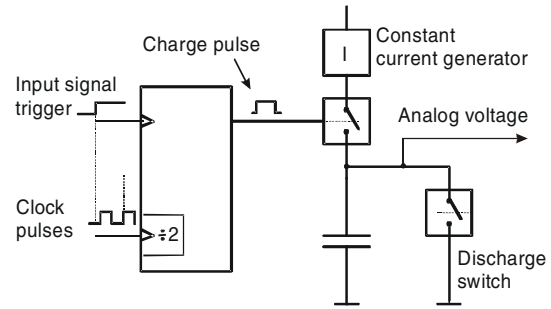 Constant
current generator
I
Charge pulse
Input signal
trigger
Analog voltage
Clock
pulses
÷2
Discharge
switch